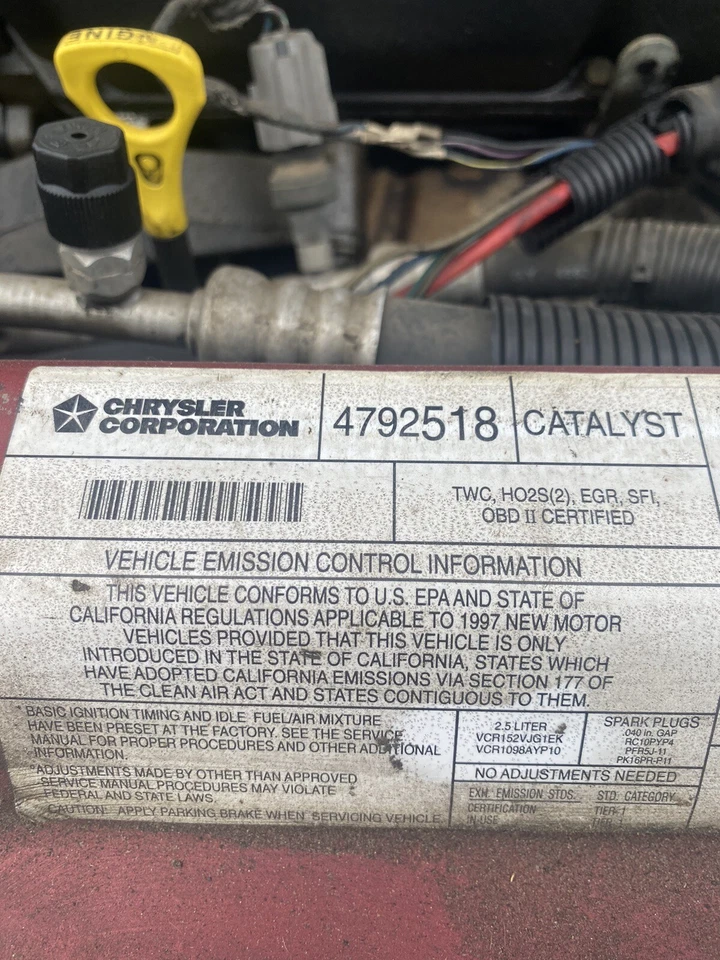 ENGINE
CHRYSLER
CORPORATION
4792518
CATALYST
TWC, HO2S(2), EGR, SFI,
OBD II CERTIFIED
VEHICLE EMISSION CONTROL INFORMATION
THIS VEHICLE CONFORMS TO U.S. EPA AND STATE OF
CALIFORNIA REGULATIONS APPLICABLE TO 1997 NEW MOTOR
VEHICLES PROVIDED THAT THIS VEHICLE IS ONLY
INTRODUCED IN THE STATE OF CALIFORNIA, STATES WHICH
HAVE ADOPTED CALIFORNIA EMISSIONS VIA SECTION 177 OF
THE CLEAN AIR ACT AND STATES CONTIGUOUS TO THEM.
*BASIC IGNITION TIMING AND IDLE FUEL/AIR MIXTURE
HAVE BEEN PRESET AT THE FACTORY. SEE THE SERVICE
MANUAL FOR PROPER PROCEDURES AND OTHER ADDITIONAL
INFORMATION.
*ADJUSTMENTS MADE BY OTHER THAN APPROVED
SERVICE MANUAL PROCEDURES MAY VIOLATE
FEDERAL AND STATE LAWS.
CAUTION: APPLY PARKING BRAKE WHEN SERVICING VEHICLE
2.5 LITER
VCR152VJG1EK
VCR1098AYP10
SPARK PLUGS
.040 in. GAP
RC10PYP4
PFR5J-11
PK16PR-P11
NO ADJUSTMENTS NEEDED
EXH. EMISSION STDS. STD. CATEGORY
CERTIFICATION TIER-1
IN-USE TIER-1